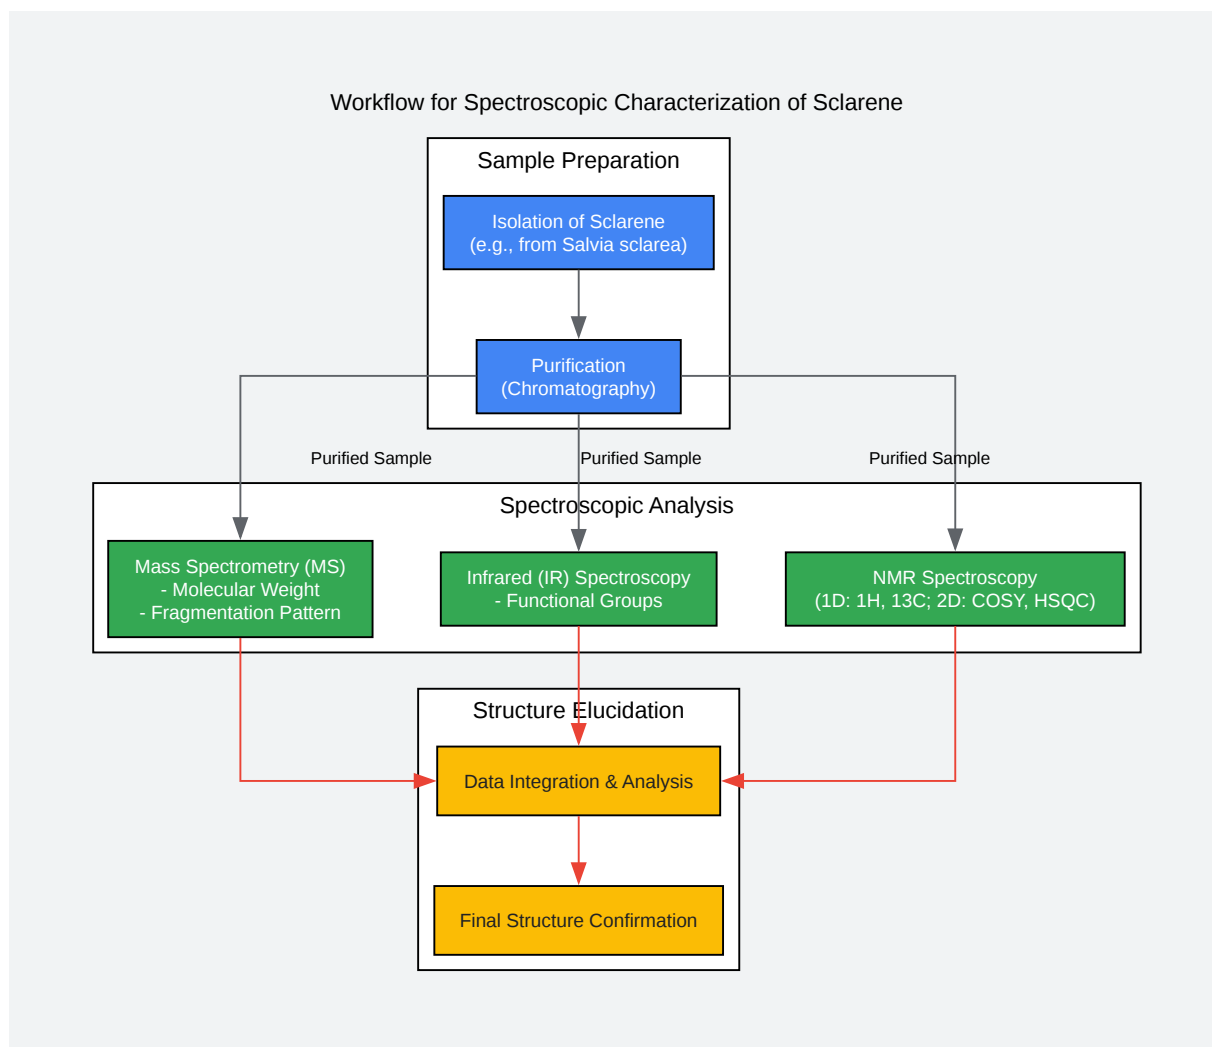 Workflow for Spectroscopic Characterization of Sclarene
Sample Preparation
Isolation of Sclarene
(e.g., from Salvia sclarea)
Purification
(Chromatography)
Purified Sample
Purified Sample
Purified Sample
Spectroscopic Analysis
Mass Spectrometry (MS)
- Molecular Weight
- Fragmentation Pattern
Infrared (IR) Spectroscopy
- Functional Groups
NMR Spectroscopy
(1D: 1H, 13C; 2D: COSY, HSQC)
Structure Elucidation
Data Integration & Analysis
Final Structure Confirmation